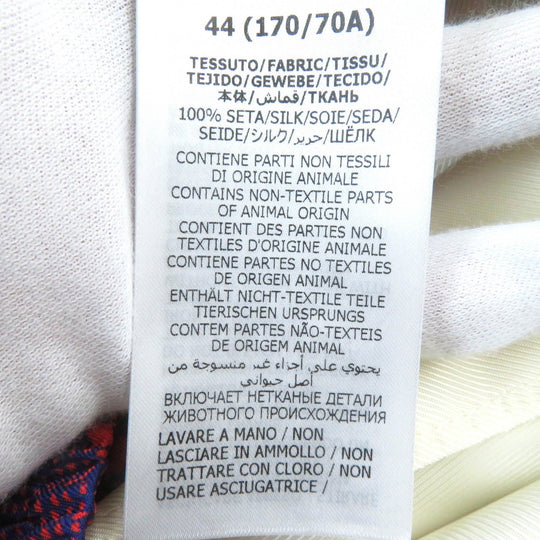 44 (170/70A)
TESSUTO/FABRIC/TISSU/
TEJIDO/GEWEBE/TECIDO/
本体/قماش/ТКАНЬ
100% SETA/SILK/SOIE/SEDA/
SEIDE/シルク/حرير/ШЁЛК
CONTIENE PARTI NON TESSILI
DI ORIGINE ANIMALE
CONTAINS NON-TEXTILE PARTS
OF ANIMAL ORIGIN
CONTIENT DES PARTIES NON
TEXTILES D'ORIGINE ANIMALE
CONTIENE PARTES NO TEXTILES
DE ORIGEN ANIMAL
ENTHÄLT NICHT-TEXTILE TEILE
TIERISCHEN URSPRUNGS
CONTEM PARTES NÃO-TEXTEIS
DE ORIGEM ANIMAL
يحتوي على أجزاء غير منسوجة من
أصل حيواني
ВКЛЮЧАЕТ НЕТКАНЫЕ ДЕТАЛИ
ЖИВОТНОГО ПРОИСХОЖДЕНИЯ
LAVARE A MANO / NON
LASCIARE IN AMMOLLO / NON
TRATTARE CON CLORO / NON
USARE ASCIUGATRICE /